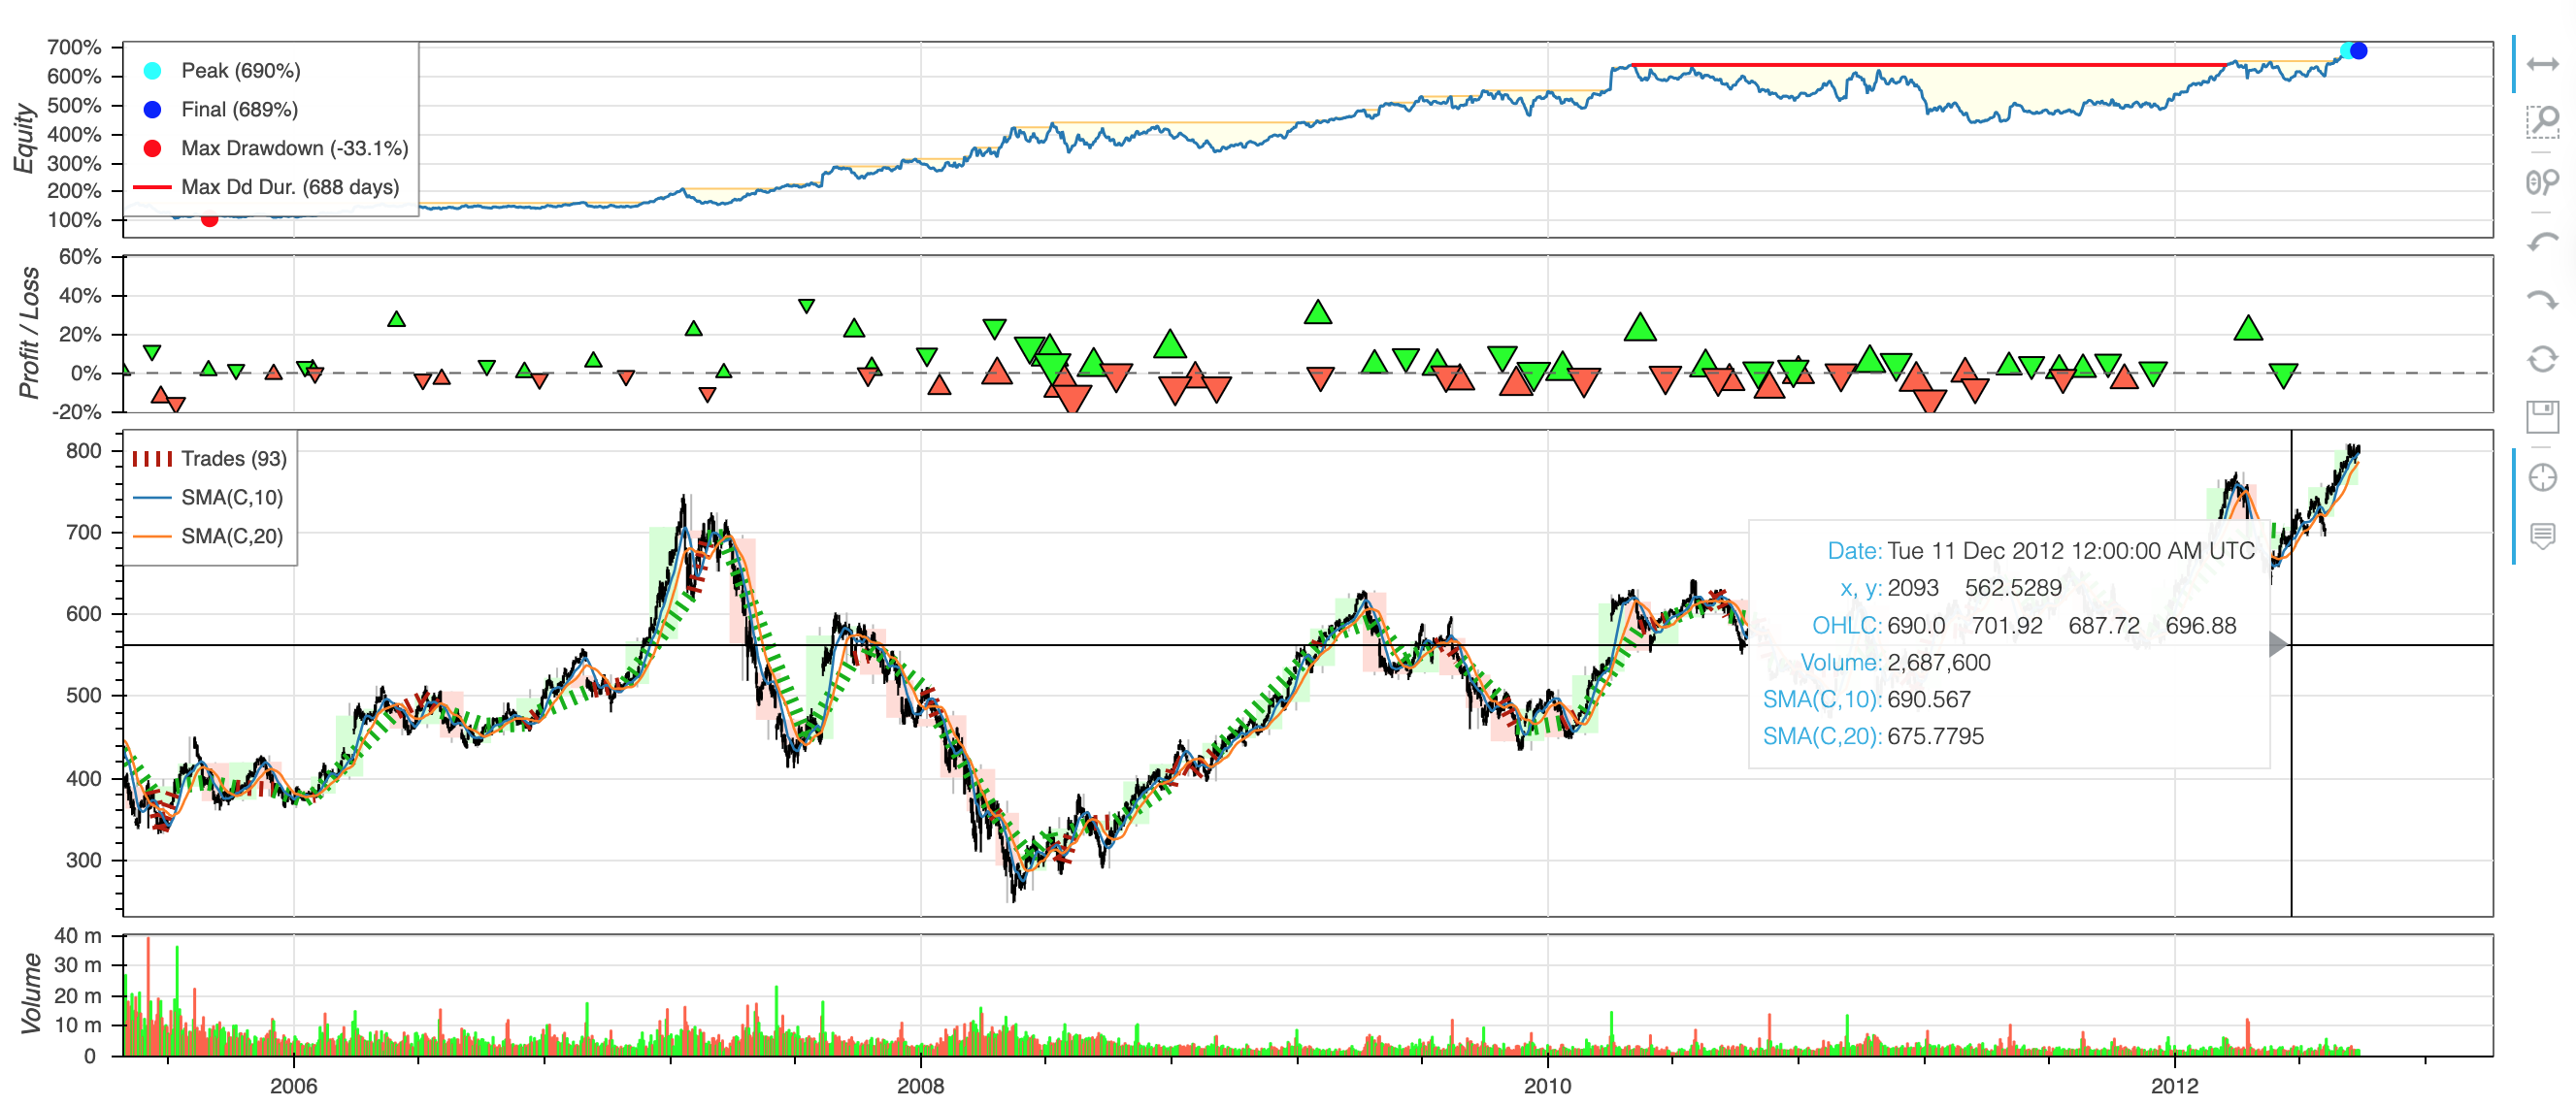 Equity
700%
600%
500%
400%
300%
200%
100%
Peak (690%)
Final (689%)
Max Drawdown (-33.1%)
Max Dd Dur. (688 days)
Profit / Loss
60%
40%
20%
0%
-20%
800
700
600
500
400
300
Trades (93)
SMA(C,10)
SMA(C,20)
Date: Tue 11 Dec 2012 12:00:00 AM UTC
x, y: 2093 562.5289
OHLC: 690.0 701.92 687.72 696.88
Volume: 2,687,600
SMA(C,10): 690.567
SMA(C,20): 675.7795
Volume
40 m
30 m
20 m
10 m
0
2006 2008 2010 2012